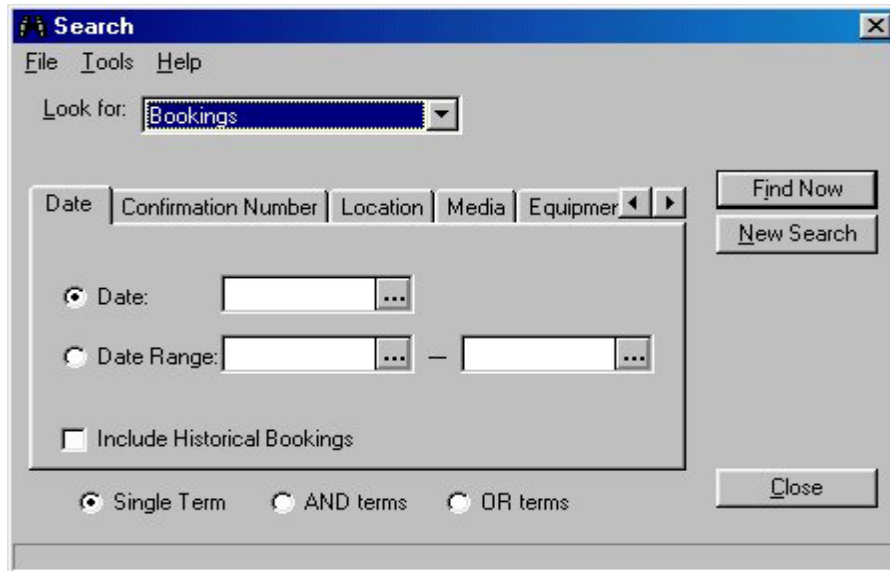 Search
File Tools Help
Look for: Bookings
Date Confirmation Number Location Media Equipmer
Find Now
New Search
Date: ...
Date Range: ... — ...
Include Historical Bookings
Single Term AND terms OR terms
Close